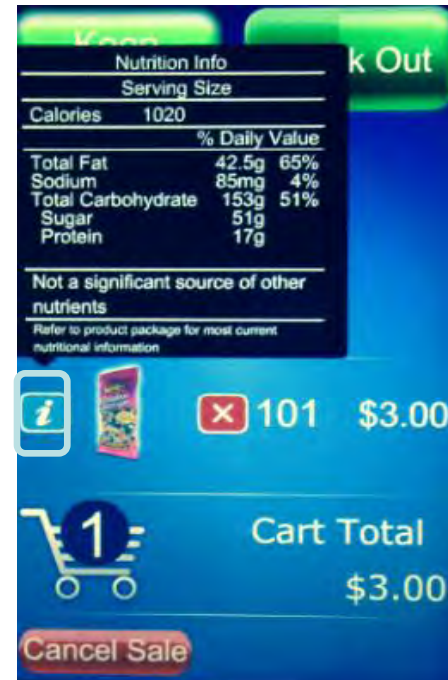 k Out
Nutrition Info
Serving Size
Calories 1020
% Daily Value
Total Fat 42.5g 65%
Sodium 85mg 4%
Total Carbohydrate 153g 51%
Sugar 51g
Protein 17g
Not a significant source of other
nutrients
Refer to product package for most current
nutritional information
i
X 101 $3.00
1
Cart Total
$3.00
Cancel Sale